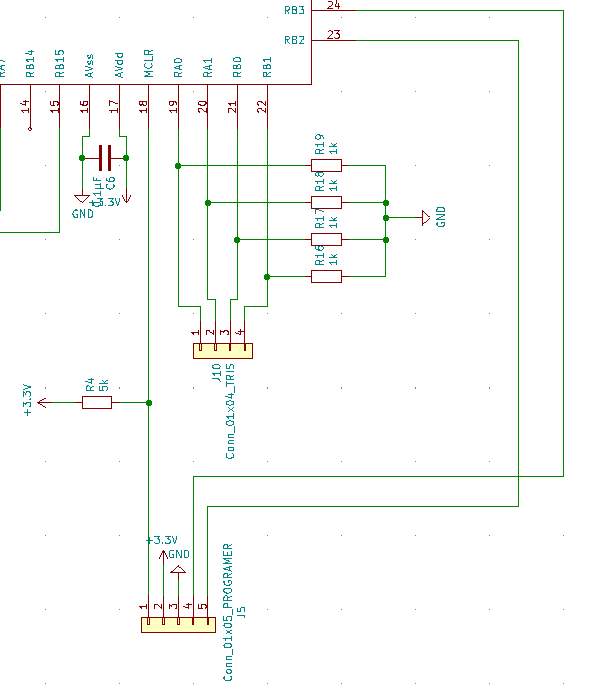 RB3
24
RB2
23
RA7
RB14
RB15
AVss
AVdd
MCLR
RA0
RA1
RB0
RB1
14
15
16
17
18
19
20
21
22
R19
1k
R18
1k
R17
1k
R16
1k
GND
C6
GND
+3.3V
1
2
3
4
J10
Conn_01x04_TRIS
+3.3V
R4
5k
+3.3V
GND
1
2
3
4
5
Conn_01x05_PROGRAMER
J5